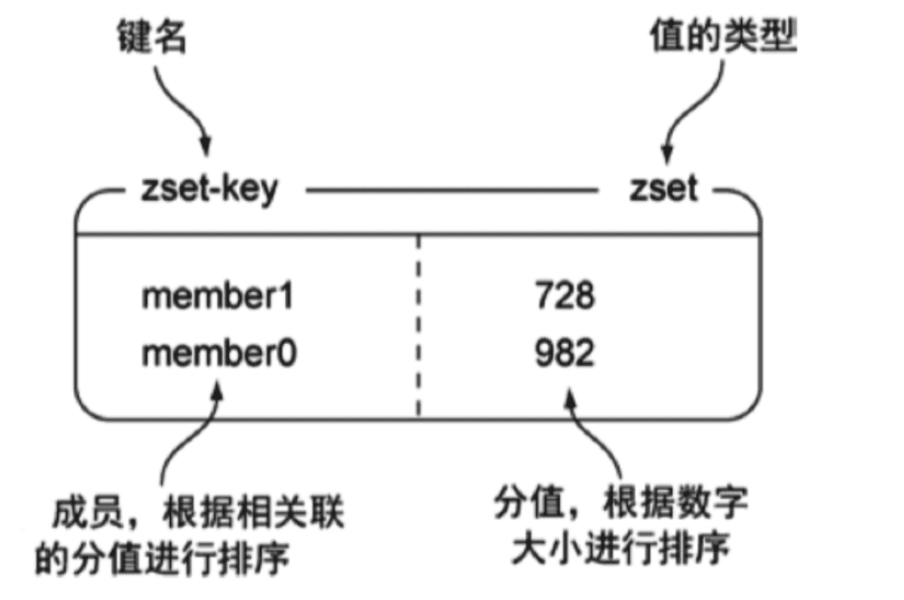 键名 值的类型
zset-key zset
member1 728
member0 982
成员，根据相关联
的分值进行排序
分值，根据数字
大小进行排序